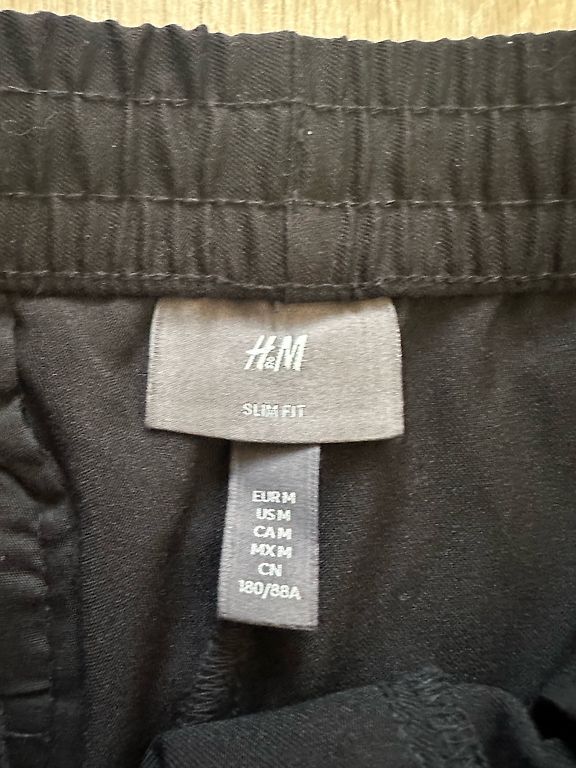 H&M
SLIM FIT
EUR M
US M
CA M
MX M
CN
180/88A